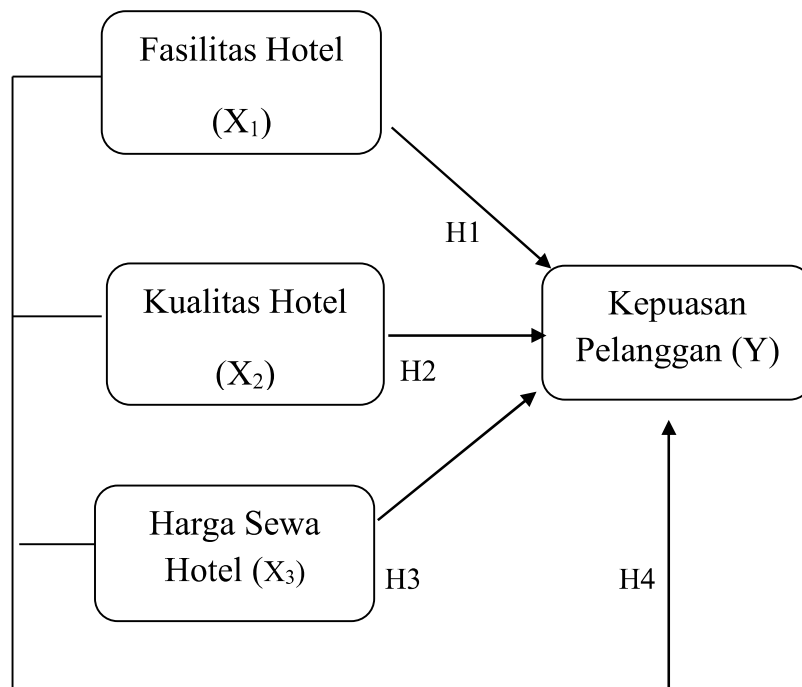 Fasilitas Hotel
(X₁)
H1
Kualitas Hotel
(X₂)
H2
Kepuasan
Pelanggan (Y)
Harga Sewa
Hotel (X₃)
H3
H4